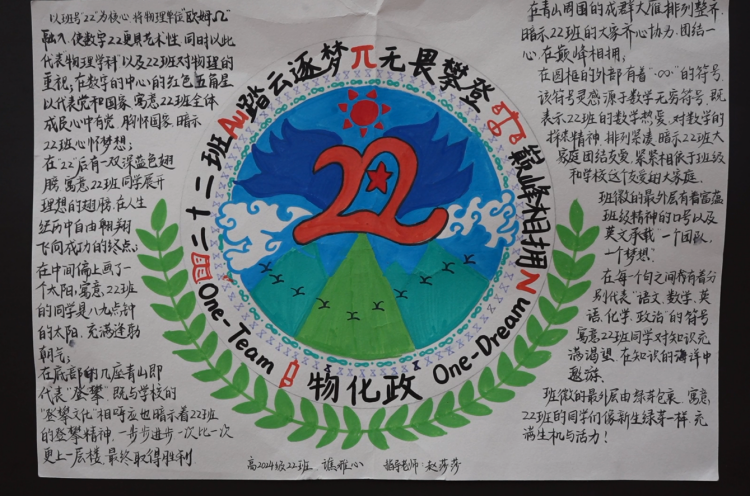 以班号"22"为核心 将物理单位"欧姆Ω"
融入,使数字22更具艺术性,同时以此
代表物理学科以及22班对物理的
重视,在数字的中心的红色五角星
以代表党和国家,寓意22班全体
成员心中有党,胸怀国家,暗示
22班心怀梦想;
在"22"后有一双深蓝色翅
膀,寓意22班同学展开
理想的翅膀,在人生
经历中自由翱翔
飞向成功的终点;
在中间偏上画了一
个太阳,寓意22班
的同学是八九点钟
的太阳,充满蓬勃
朝气;
在底部的几座青山即
代表"登攀",既与学校的
"登攀文化"相呼应也暗示着22班
的登攀精神,一步步进步一次比一次
更上一层楼,最终取得胜利
二十二班Au踏云逐梦π无畏攀登
巅峰相拥N
One-Team
物化政
One-Dream
22
在青山周围的成群大雁排列整齐
暗示22班的大家齐心协力,团结一
心,在巅峰相拥;
在圆框的外部有着"∞"的符号
该符号灵感源于数学无穷符号,既
表示22班的数学热爱,对数学的
探索精神,排列紧凑,暗示22班大
家庭团结友爱,紧紧相依于班级
和学校这个友爱的大家庭.
班徽的最外层有着富蕴
班级精神的口号以及
英文承载"一个团队,
一个梦想"
在每个句之间得有着分
别代表"语文、数学、英
语、化学、政治"的符号
寓意22班同学对知识充
满渴望,在知识的海洋中
遨游.
班徽的最外层由绿芽包裹,寓意
22班的同学们像新生绿芽一样,充
满生机与活力!
高2024级22班 谯雅心 指导老师:赵莎莎